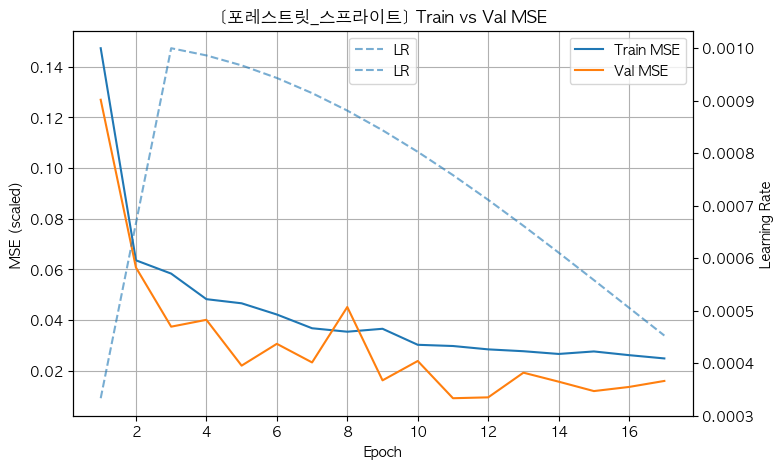 [포레스트릿_스프라이트] Train vs Val MSE
LR
LR
Train MSE
Val MSE
MSE (scaled)
0.14
0.12
0.10
0.08
0.06
0.04
0.02
0.0010
0.0009
0.0008
0.0007
0.0006
0.0005
0.0004
0.0003
Learning Rate
2 4 6 8 10 12 14 16
Epoch